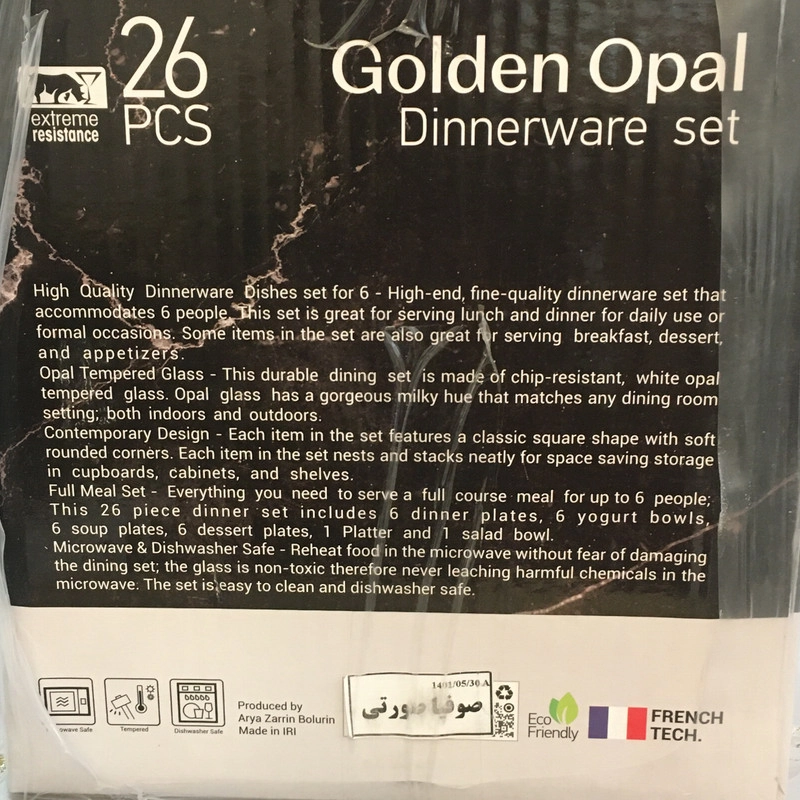 26
PCS
extreme
resistance
Golden Opal
Dinnerware set
High Quality Dinnerware Dishes set for 6 - High-end, fine-quality dinnerware set that
accommodates 6 people. This set is great for serving lunch and dinner for daily use or
formal occasions. Some items in the set are also great for serving breakfast, dessert,
and appetizers.
Opal Tempered Glass - This durable dining set is made of chip-resistant, white opal
tempered glass. Opal glass has a gorgeous milky hue that matches any dining room
setting; both indoors and outdoors.
Contemporary Design - Each item in the set features a classic square shape with soft
rounded corners. Each item in the set nests and stacks neatly for space saving storage
in cupboards, cabinets, and shelves.
Full Meal Set - Everything you need to serve a full course meal for up to 6 people;
This 26 piece dinner set includes 6 dinner plates, 6 yogurt bowls,
6 soup plates, 6 dessert plates, 1 Platter and 1 salad bowl.
Microwave & Dishwasher Safe - Reheat food in the microwave without fear of damaging
the dining set; the glass is non-toxic therefore never leaching harmful chemicals in the
microwave. The set is easy to clean and dishwasher safe.
Safe
Tempered
Dishwasher Safe
Produced by
Arya Zarrin Bolurin
Made in IRI
1401/05/30 A
صوفیا صورتی
Eco
Friendly
FRENCH
TECH.